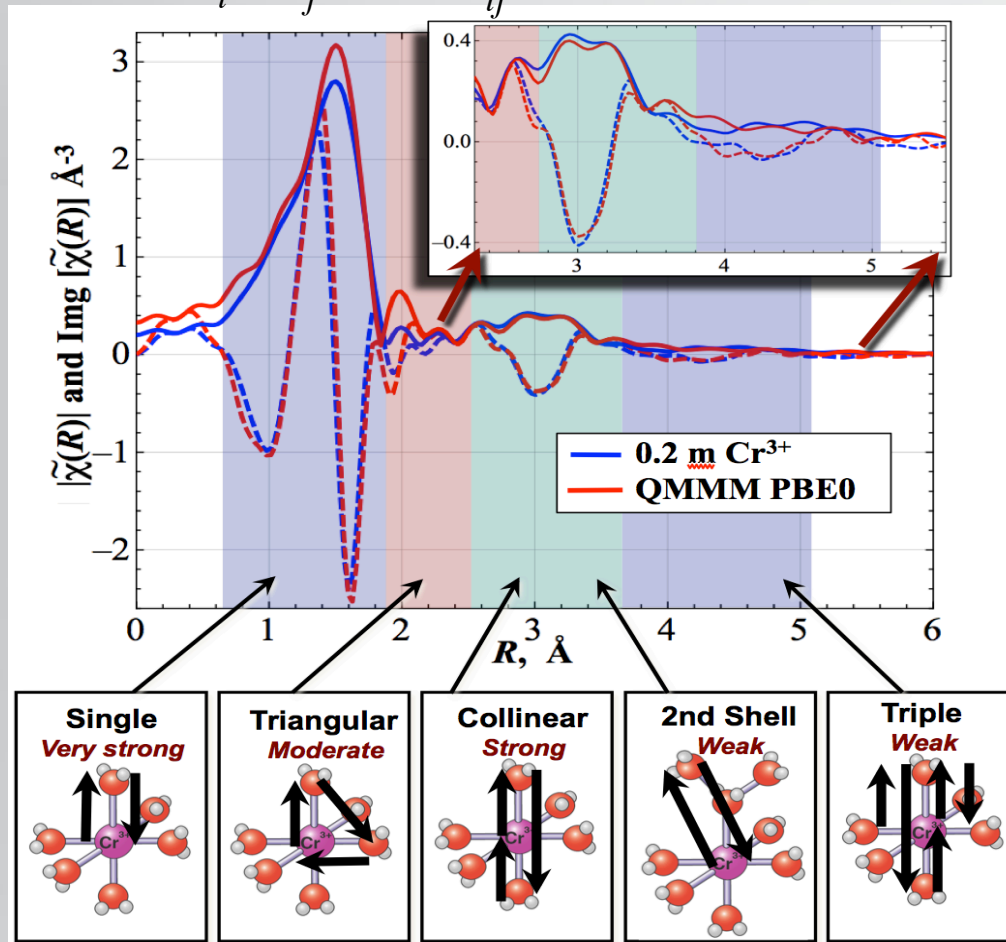 i f if
|χ̃(R)| and Img [χ̃(R)] Å⁻³
3
2
1
0
−1
−2
0.4
0.0
−0.4
3 4 5
0.2 m Cr³⁺
QMMM PBE0
0 1 2 3 4 5 6
R, Å
Single
Very strong
Cr³⁺
Triangular
Moderate
Cr³⁺
Collinear
Strong
Cr³⁺
2nd Shell
Weak
Cr³⁺
Triple
Weak
Cr³⁺